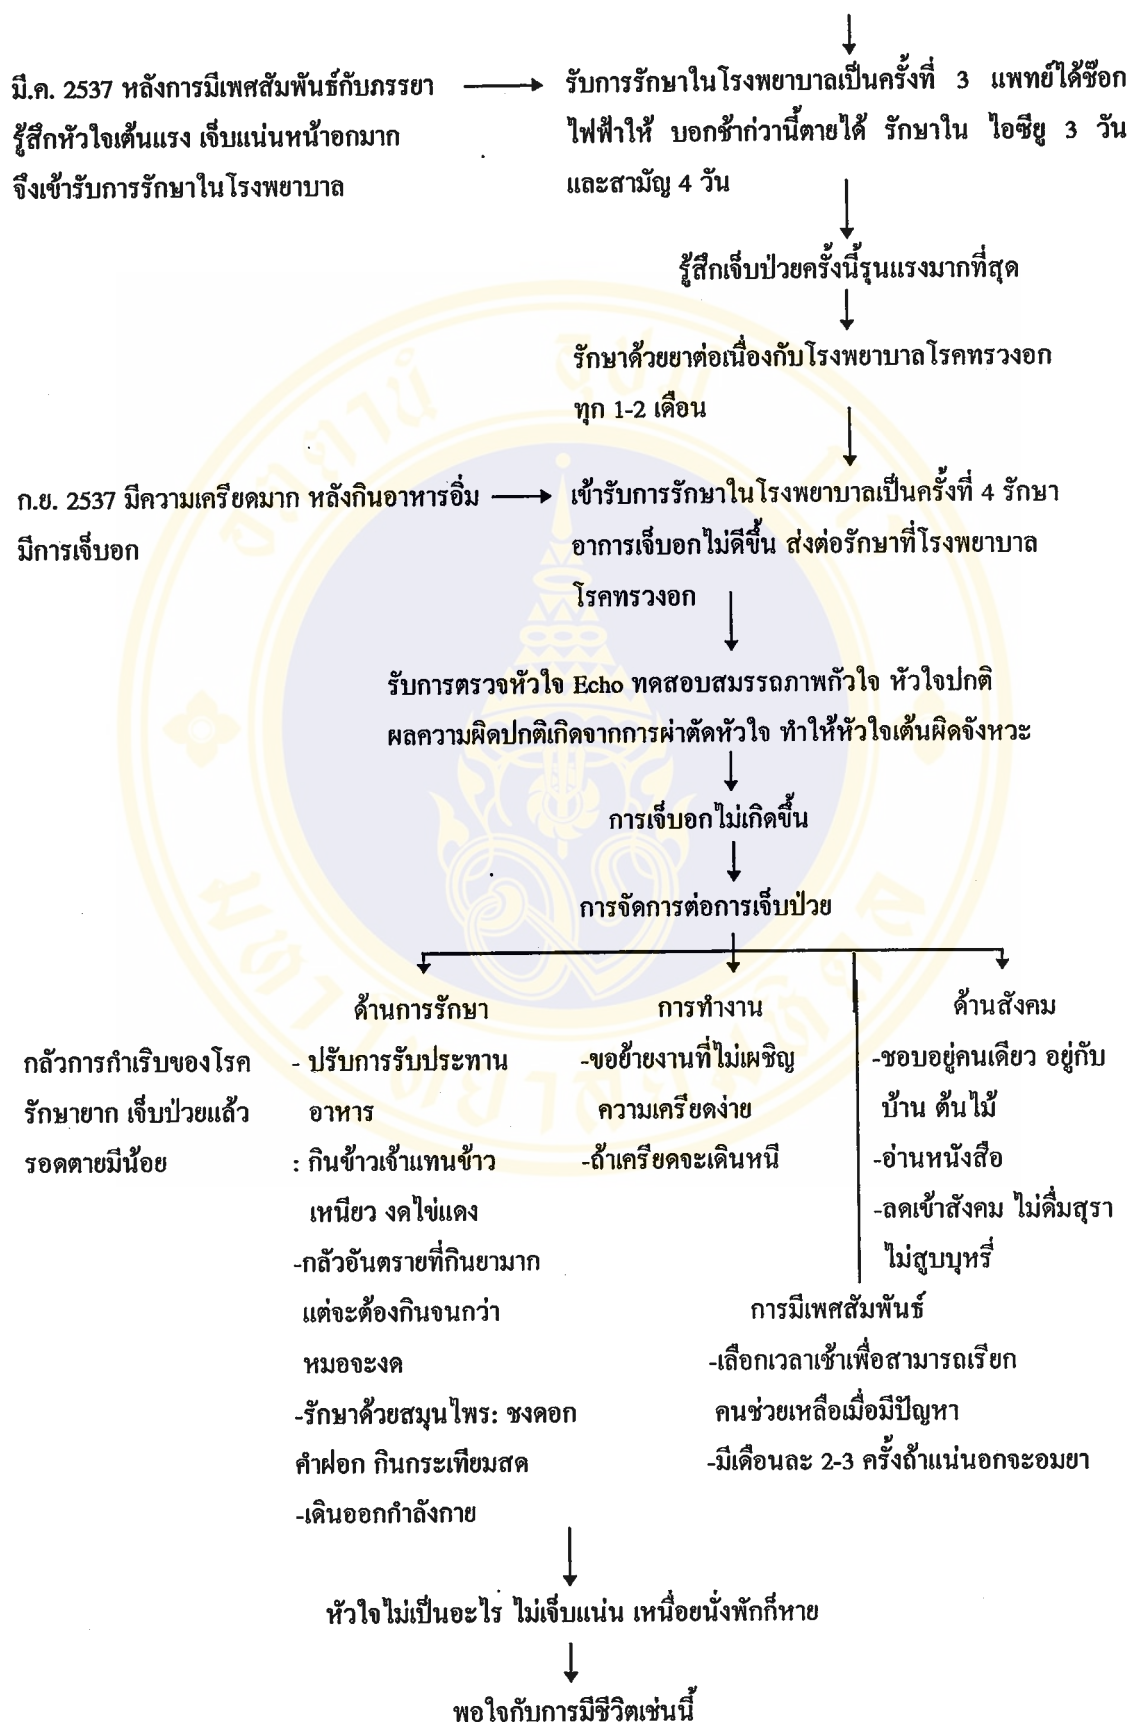 มี.ค. 2537 หลังการมีเพศสัมพันธ์กับภรรยา
รู้สึกหัวใจเต้นแรง เจ็บแน่นหน้าอกมาก
จึงเข้ารับการรักษาในโรงพยาบาล
รับการรักษาในโรงพยาบาลเป็นครั้งที่ 3 แพทย์ได้ช๊อก
ไฟฟ้าให้ บอกช้ากว่านี้ตายได้ รักษาใน ไอซียู 3 วัน
และสามัญ 4 วัน
รู้สึกเจ็บป่วยครั้งนี้รุนแรงมากที่สุด
รักษาด้วยยาต่อเนื่องกับโรงพยาบาลโรคทรวงอก
ทุก 1-2 เดือน
ก.ย. 2537 มีความเครียดมาก หลังกินอาหารอิ่ม
มีการเจ็บอก
เข้ารับการรักษาในโรงพยาบาลเป็นครั้งที่ 4 รักษา
อาการเจ็บอกไม่ดีขึ้น ส่งต่อรักษาที่โรงพยาบาล
โรคทรวงอก
รับการตรวจหัวใจ Echo ทดสอบสมรรถภาพกัวใจ หัวใจปกติ
ผลความผิดปกติเกิดจากการผ่าตัดหัวใจ ทำให้หัวใจเต้นผิดจังหวะ
การเจ็บอกไม่เกิดขึ้น
การจัดการต่อการเจ็บป่วย
กลัวการกำเริบของโรค
รักษายาก เจ็บป่วยแล้ว
รอดตายมีน้อย
ด้านการรักษา
- ปรับการรับประทาน
อาหาร
: กินข้าวเจ้าแทนข้าว
เหนียว งดไข่แดง
-กลัวอันตรายที่กินยามาก
แต่จะต้องกินจนกว่า
หมอจะงด
-รักษาด้วยสมุนไพร: ชงดอก
คำฝอก กินกระเทียมสด
-เดินออกกำลังกาย
การทำงาน
-ขอย้ายงานที่ไม่เผชิญ
ความเครียดง่าย
-ถ้าเครียดจะเดินหนี
ด้านสังคม
-ชอบอยู่คนเดียว อยู่กับ
บ้าน ต้นไม้
-อ่านหนังสือ
-ลดเข้าสังคม ไม่ดื่มสุรา
ไม่สูบบุหรี่
การมีเพศสัมพันธ์
-เลือกเวลาเช้าเพื่อสามารถเรียก
คนช่วยเหลือเมื่อมีปัญหา
-มีเดือนละ 2-3 ครั้งถ้าแน่นอกจะอมยา
หัวใจไม่เป็นอะไร ไม่เจ็บแน่น เหนื่อยนั่งพักก็หาย
พอใจกับการมีชีวิตเช่นนี้